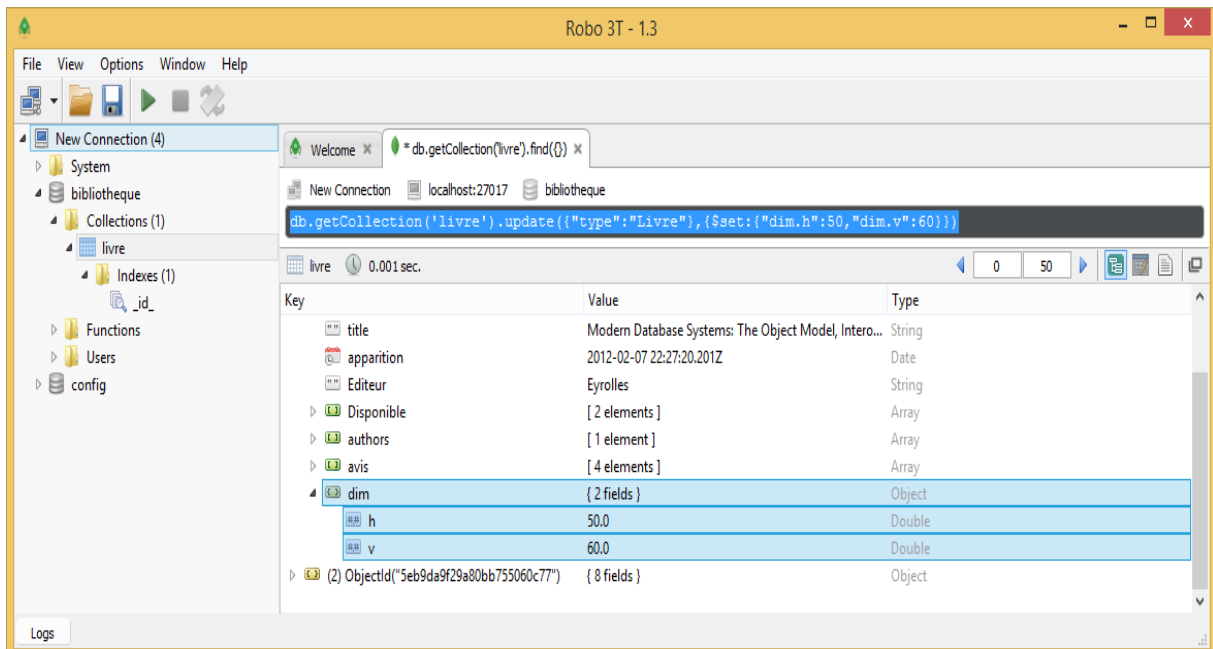 Robo 3T - 1.3
File View Options Window Help
New Connection (4)
System
bibliotheque
Collections (1)
livre
Indexes (1)
_id_
Functions
Users
config
Welcome
* db.getCollection('livre').find({})
New Connection localhost:27017 bibliotheque
db.getCollection('livre').update({"type":"Livre"},{$set:{"dim.h":50,"dim.v":60}})
livre 0.001 sec. 0 50
Key Value Type
title Modern Database Systems: The Object Model, Intero... String
apparition 2012-02-07 22:27:20.201Z Date
Editeur Eyrolles String
Disponible [ 2 elements ] Array
authors [ 1 element ] Array
avis [ 4 elements ] Array
dim { 2 fields } Object
h 50.0 Double
v 60.0 Double
(2) ObjectId("5eb9da9f29a80bb755060c77") { 8 fields } Object
Logs